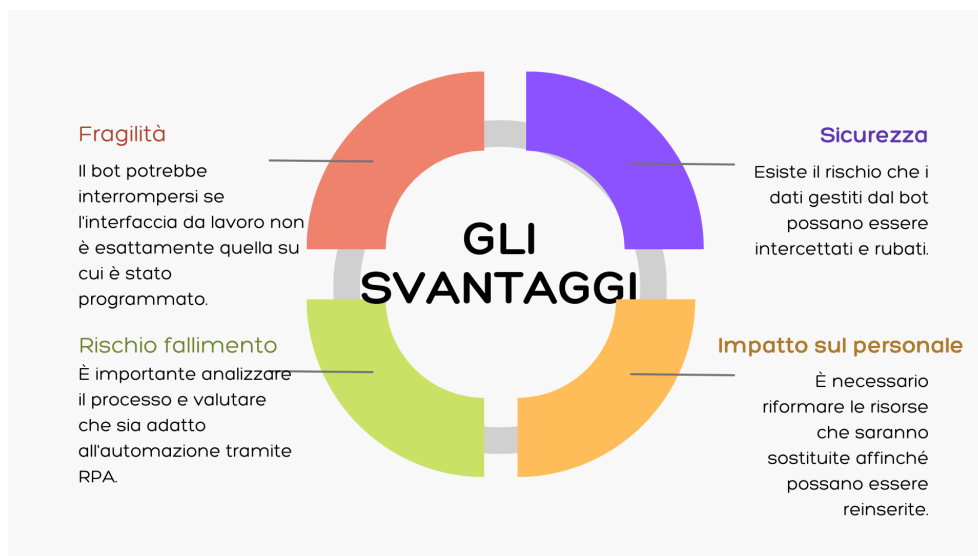 Fragilità
Il bot potrebbe
interrompersi se
l'interfaccia da lavoro non
è esattamente quella su
cui è stato
programmato.
Sicurezza
Esiste il rischio che i
dati gestiti dal bot
possano essere
intercettati e rubati.
GLI
SVANTAGGI
Rischio fallimento
È importante analizzare
il processo e valutare
che sia adatto
all'automazione tramite
RPA.
Impatto sul personale
È necessario
riformare le risorse
che saranno
sostituite affinché
possano essere
reinserite.